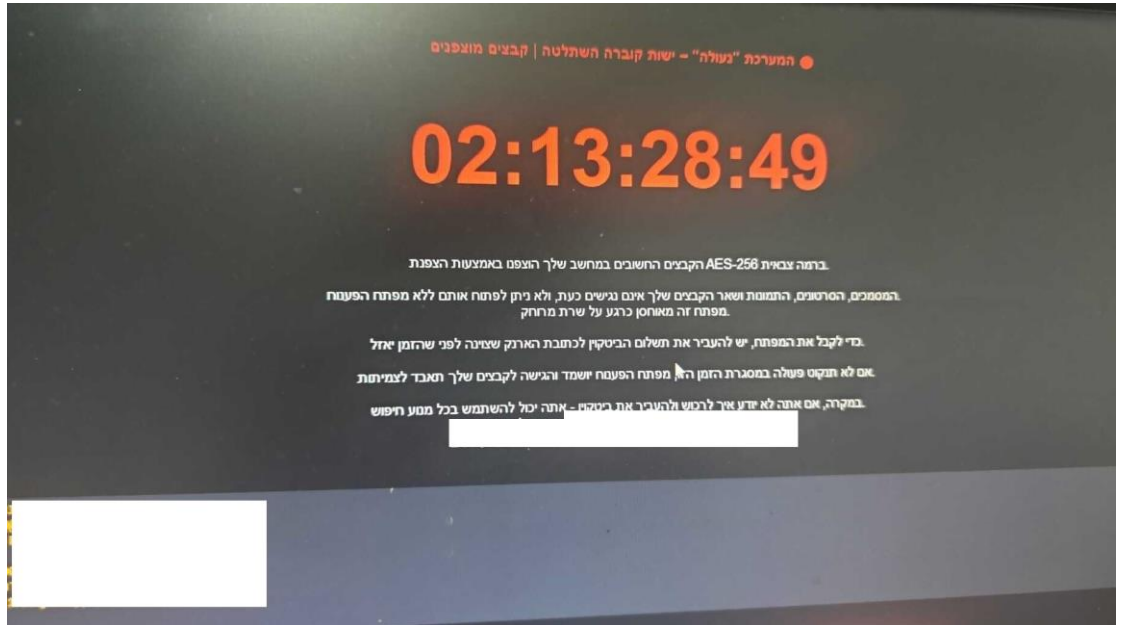 ● המערכת "נעולה" – ישות קוברה השתלטה | קבצים מוצפנים
02:13:28:49
.ברמה צבאית AES-256 הקבצים החשובים במחשב שלך הוצפנו באמצעות הצפנת
.המסמכים, הסרטונים, התמונות ושאר הקבצים שלך אינם נגישים כעת, ולא ניתן לפתוח אותם ללא מפתח הפענוח
.מפתח זה מאוחסן כרגע על שרת מרוחק
.כדי לקבל את המפתח, יש להעביר את תשלום הביטקוין לכתובת הארנק שצוינה לפני שהזמן יאזל
.אם לא תנקוט פעולה במסגרת הזמן הזו, מפתח הפענוח יושמד והגישה לקבצים שלך תאבד לצמיתות
.במקרה, אם אתה לא יודע איך לרכוש ולהעביר את ביטקוין - אתה יכול להשתמש בכל מנוע חיפוש